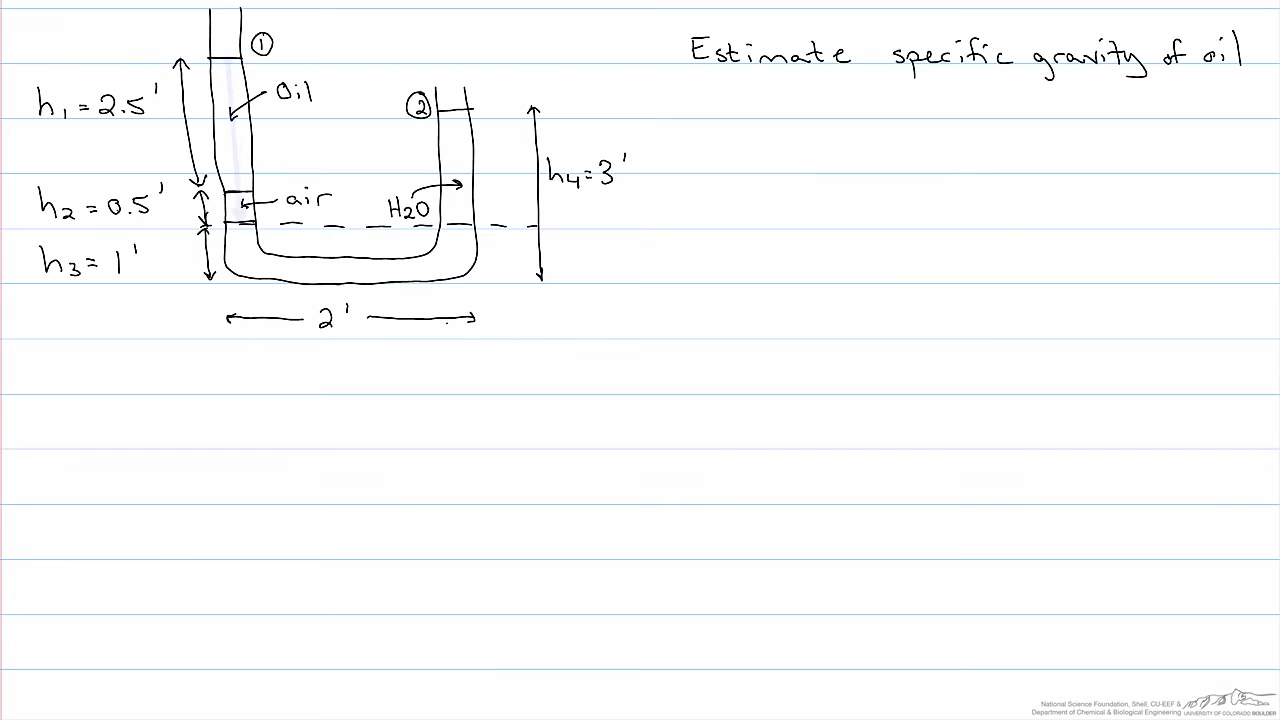 Estimate specific gravity of oil
①
h₁ = 2.5'
Oil
②
h₂ = 0.5'
air
H₂O
h₄ = 3'
h₃ = 1'
2'
National Science Foundation, Shell, CU-EEF &
Department of Chemical & Biological Engineering
UNIVERSITY OF COLORADO BOULDER